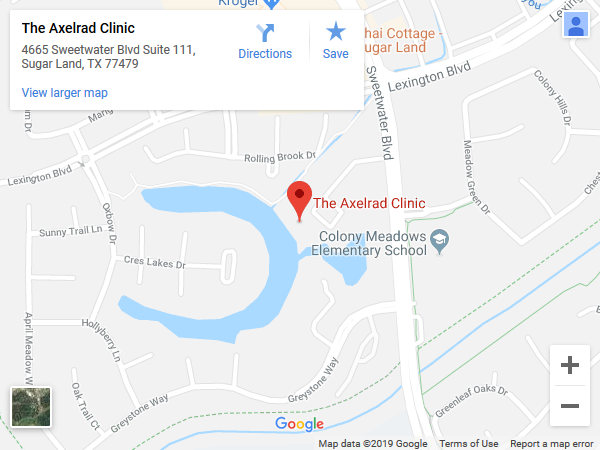 Kroger
The Axelrad Clinic
4665 Sweetwater Blvd Suite 111,
Sugar Land, TX 77479
View larger map
Directions
Save
hai Cottage -
Sugar Land
Lexington Blvd
Sweetwater Blvd
Colony Hills Dr
Meadow Green Dr
Rolling Brook Dr
Lexington Blvd
Oxbow Dr
Sunny Trail Ln
Cres Lakes Dr
The Axelrad Clinic
Colony Meadows
Elementary School
Hollyberry Ln
April Meadow W
Oak Trail Ct
Greystone Way
Greystone Way
Greenleaf Oaks Dr
Google
Map data ©2019 Google
Terms of Use
Report a map error